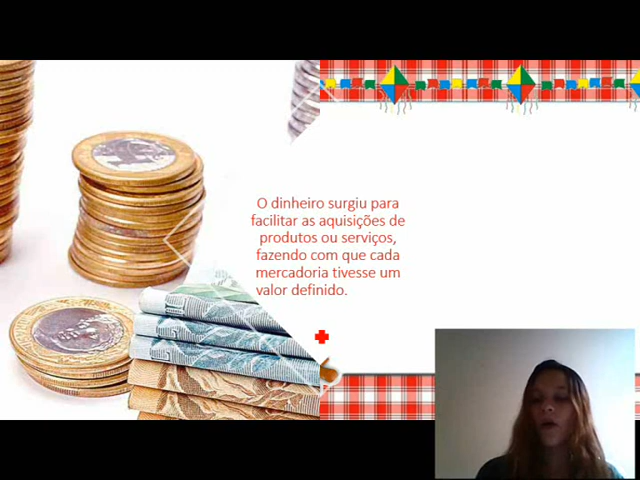 O dinheiro surgiu para
facilitar as aquisições de
produtos ou serviços,
fazendo com que cada
mercadoria tivesse um
valor definido.